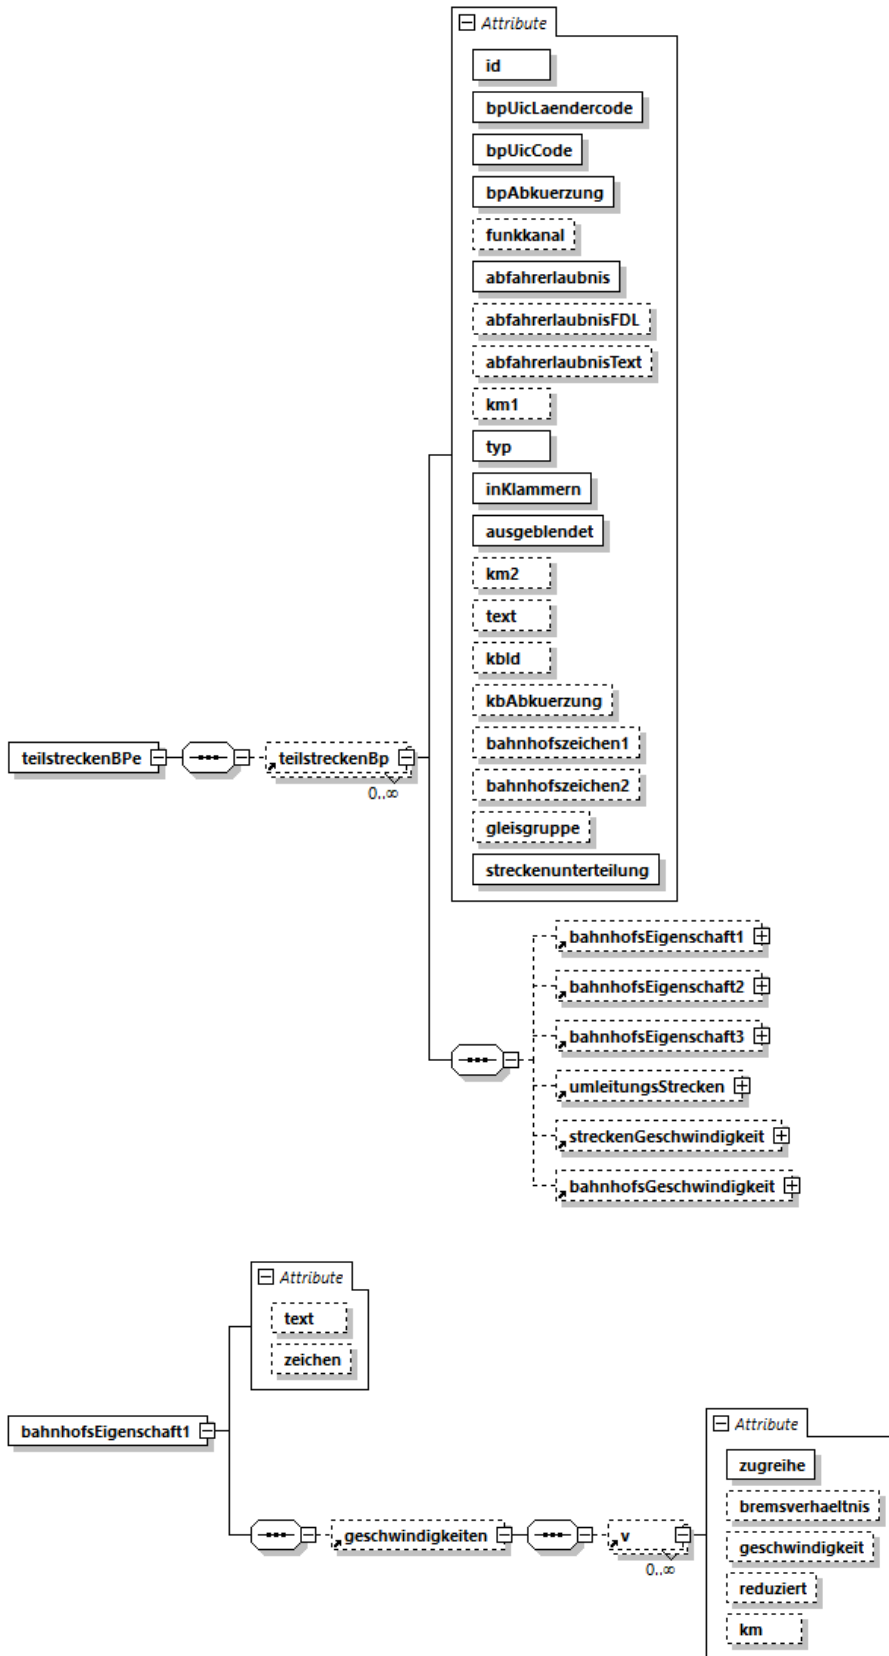 Attribute
id
bpUicLaendercode
bpUicCode
bpAbkuerzung
funkkanal
abfahrerlaubnis
abfahrerlaubnisFDL
abfahrerlaubnisText
km1
typ
inKlammern
ausgeblendet
km2
text
kbId
kbAbkuerzung
bahnhofszeichen1
teilstreckenBPe
teilstreckenBp
bahnhofszeichen2
0..∞
gleisgruppe
streckenunterteilung
bahnhofsEigenschaft1
bahnhofsEigenschaft2
bahnhofsEigenschaft3
umleitungsStrecken
streckenGeschwindigkeit
bahnhofsGeschwindigkeit
Attribute
text
zeichen
bahnhofsEigenschaft1
Attribute
zugreihe
bremsverhaeltnis
geschwindigkeiten
v
geschwindigkeit
0..∞
reduziert
km